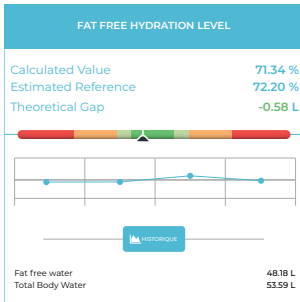 FAT FREE HYDRATION LEVEL
Calculated Value 71.34 %
Estimated Reference 72.20 %
Theoretical Gap -0.58 L
HISTORIQUE
Fat free water 48.18 L
Total Body Water 53.59 L